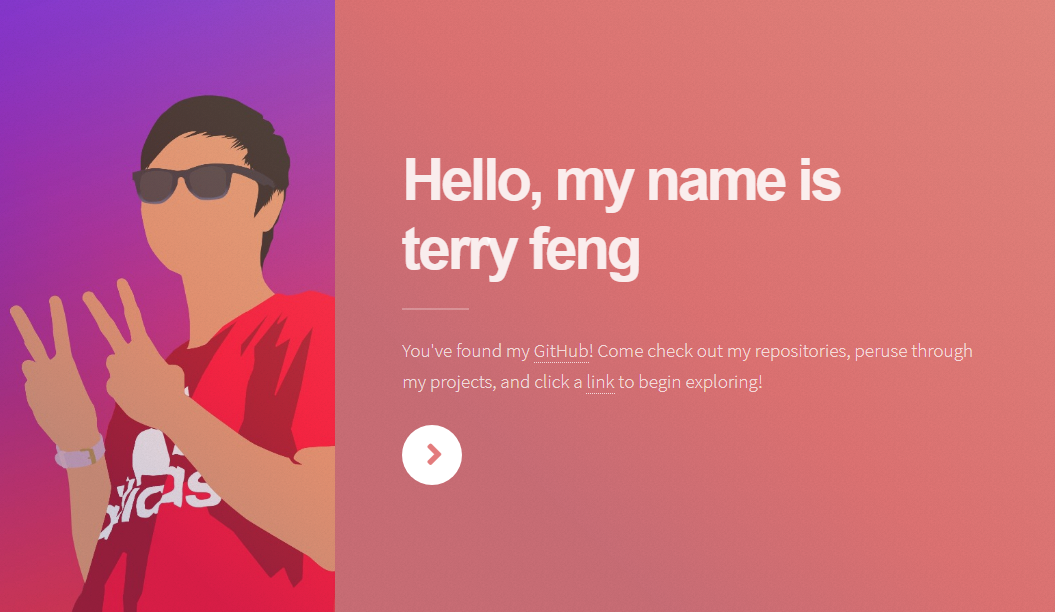 Hello, my name is
terry feng
You've found my GitHub! Come check out my repositories, peruse through
my projects, and click a link to begin exploring!
adidas